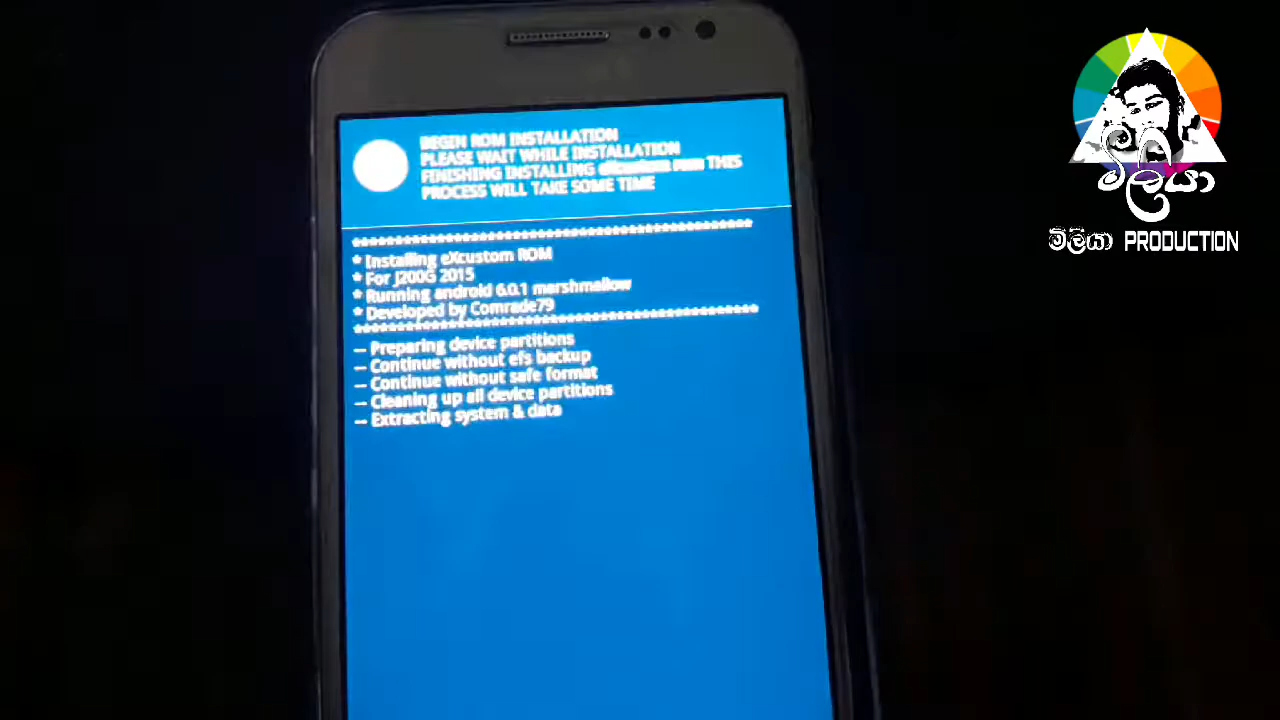 BEGIN ROM INSTALLATION
PLEASE WAIT WHILE INSTALLATION
FINISHING INSTALLING eXcustom Rom THIS
PROCESS WILL TAKE SOME TIME
* Installing eXcustom ROM
* For J200G 2015
* Running android 6.0.1 marshmallow
* Developed by Comrade79
-- Preparing device partitions
-- Continue without efs backup
-- Continue without safe format
-- Cleaning up all device partitions
-- Extracting system & data
මිලියා
මිලියා PRODUCTION